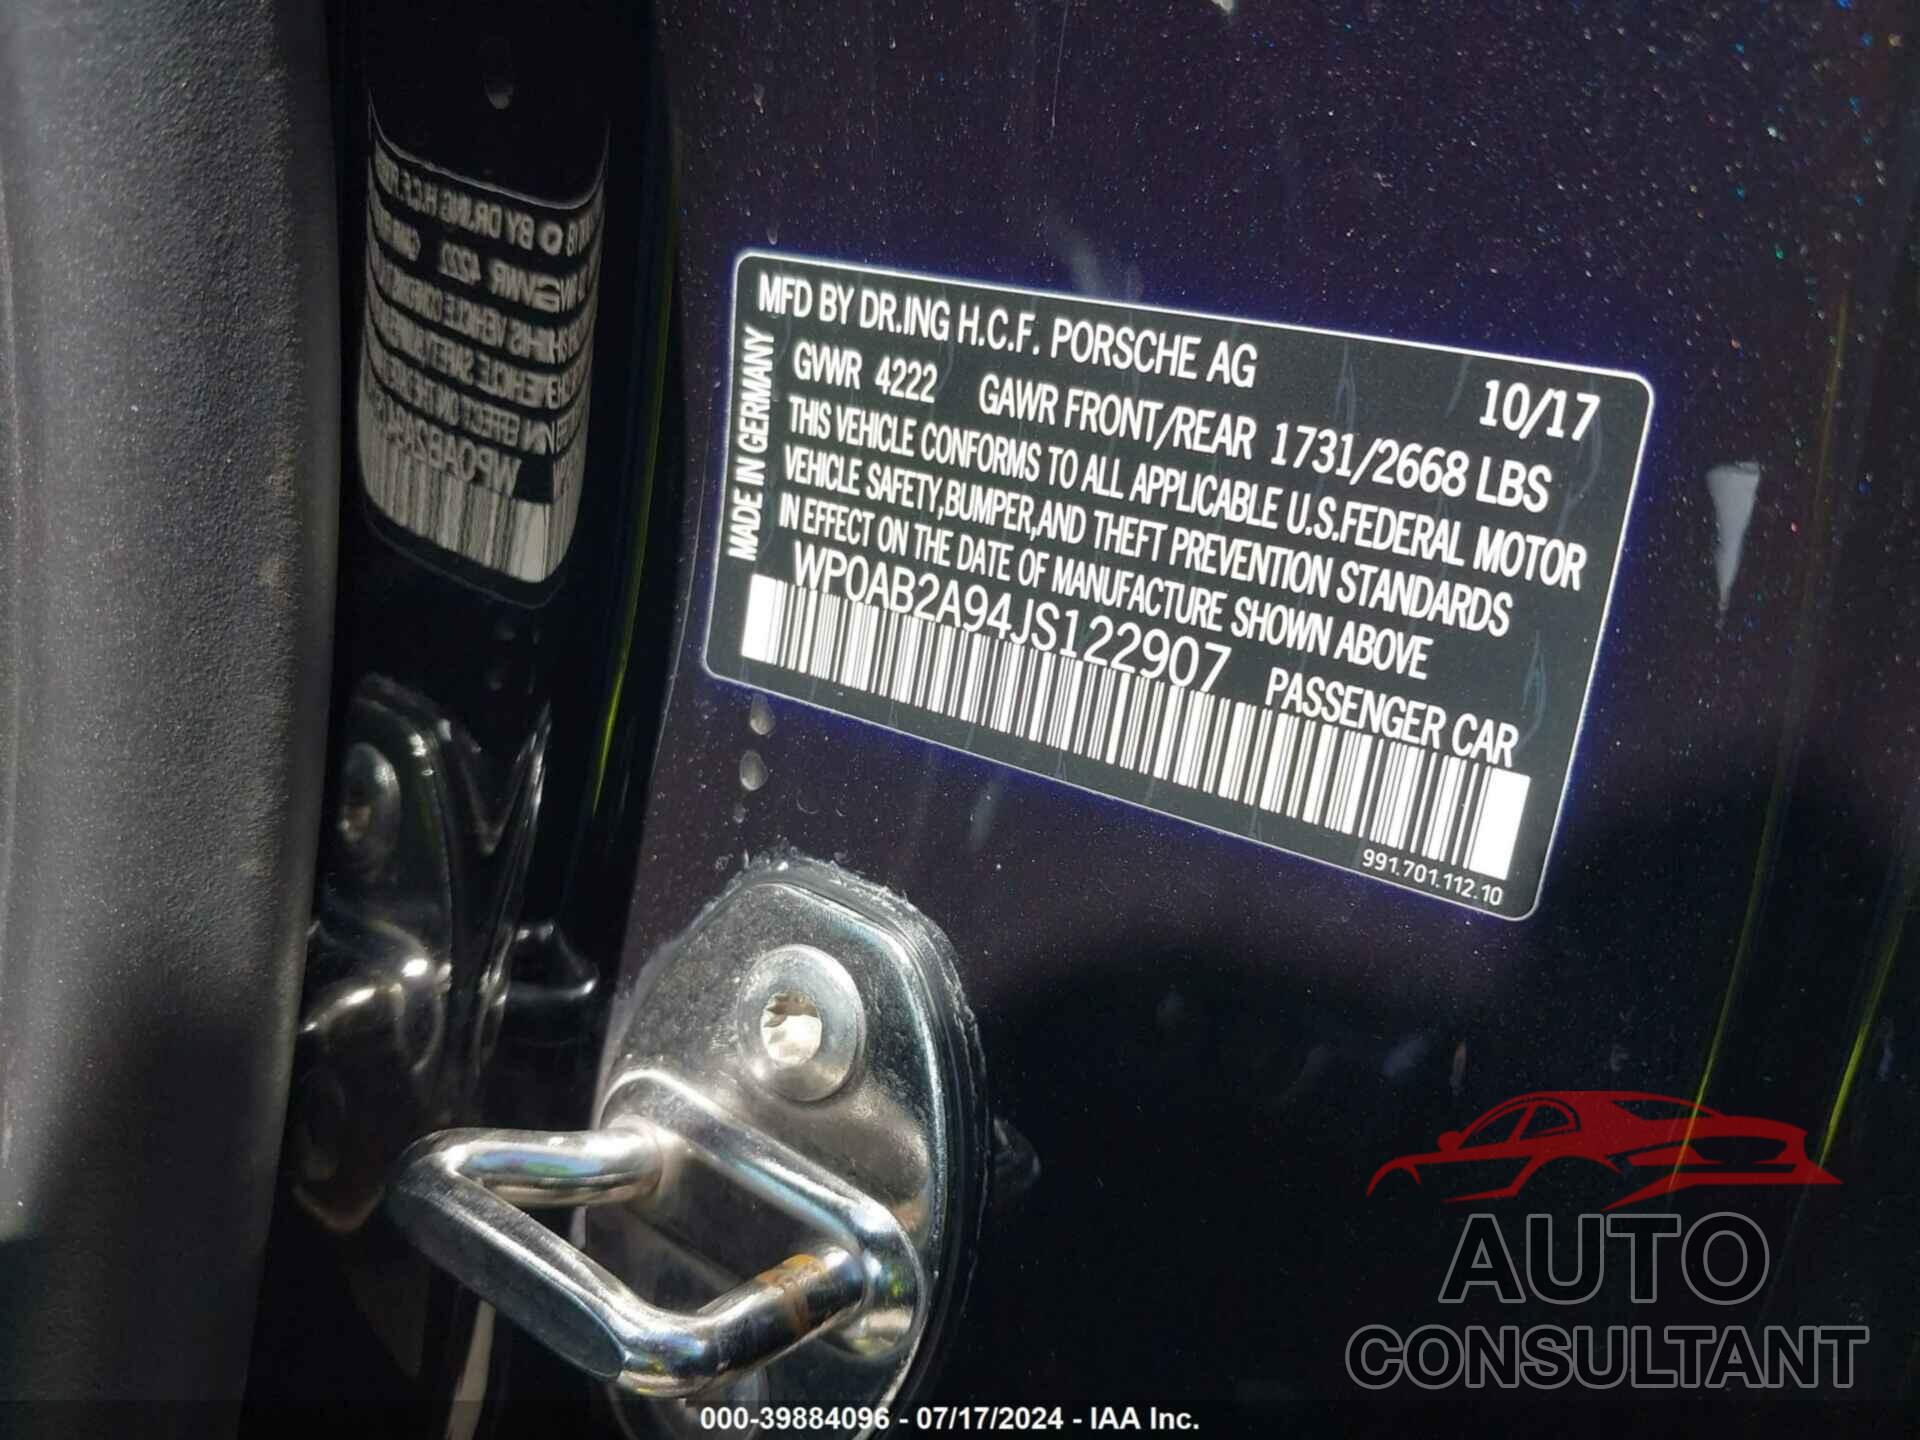 MFD BY DR.ING H.C.F. PORSCHE AG 10/17
MADE IN GERMANY
GVWR 4222 GAWR FRONT/REAR 1731/2668 LBS
THIS VEHICLE CONFORMS TO ALL APPLICABLE U.S.FEDERAL MOTOR
VEHICLE SAFETY,BUMPER,AND THEFT PREVENTION STANDARDS
IN EFFECT ON THE DATE OF MANUFACTURE SHOWN ABOVE
WP0AB2A94JS122907 PASSENGER CAR
991.701.112.10
AUTO
CONSULTANT
000-39884096 - 07/17/2024 - IAA Inc.